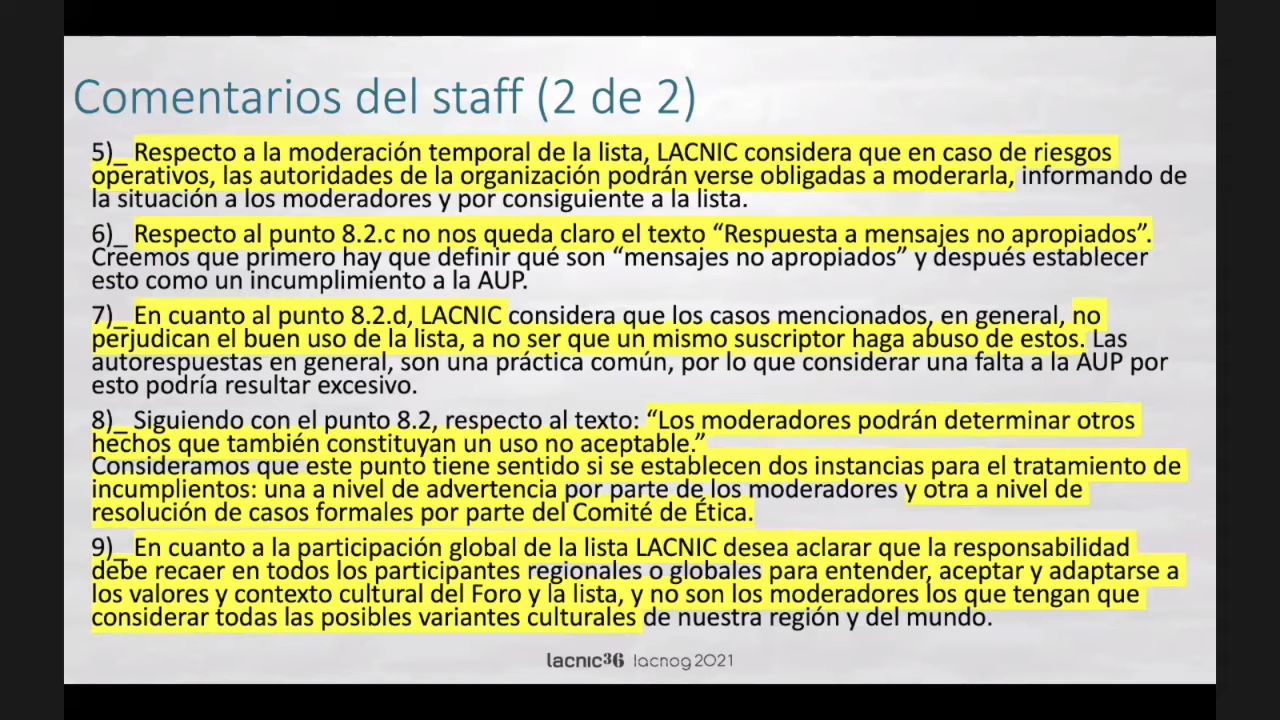 Comentarios del staff (2 de 2)
5)_ Respecto a la moderación temporal de la lista, LACNIC considera que en caso de riesgos
operativos, las autoridades de la organización podrán verse obligadas a moderarla, informando de
la situación a los moderadores y por consiguiente a la lista.
6)_ Respecto al punto 8.2.c no nos queda claro el texto “Respuesta a mensajes no apropiados”.
Creemos que primero hay que definir qué son “mensajes no apropiados” y después establecer
esto como un incumplimiento a la AUP.
7)_ En cuanto al punto 8.2.d, LACNIC considera que los casos mencionados, en general, no
perjudican el buen uso de la lista, a no ser que un mismo suscriptor haga abuso de estos. Las
autorespuestas en general, son una práctica común, por lo que considerar una falta a la AUP por
esto podría resultar excesivo.
8)_ Siguiendo con el punto 8.2, respecto al texto: “Los moderadores podrán determinar otros
hechos que también constituyan un uso no aceptable.”
Consideramos que este punto tiene sentido si se establecen dos instancias para el tratamiento de
incumplientos: una a nivel de advertencia por parte de los moderadores y otra a nivel de
resolución de casos formales por parte del Comité de Ética.
9)_ En cuanto a la participación global de la lista LACNIC desea aclarar que la responsabilidad
debe recaer en todos los participantes regionales o globales para entender, aceptar y adaptarse a
los valores y contexto cultural del Foro y la lista, y no son los moderadores los que tengan que
considerar todas las posibles variantes culturales de nuestra región y del mundo.
lacnic36 lacnog2021